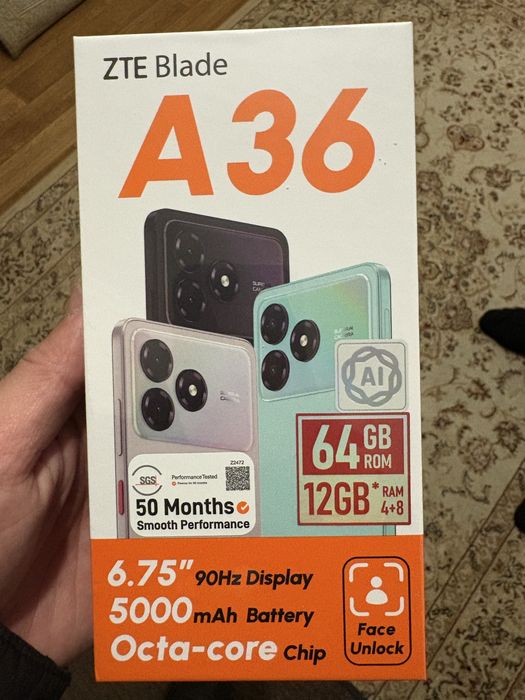 ZTE Blade
A36
AI
64 GB ROM
12GB* RAM 4+8
SGS
Performance Tested
Z2472
50 Months
Smooth Performance
6.75" 90Hz Display
5000mAh Battery
Octa-core Chip
Face
Unlock